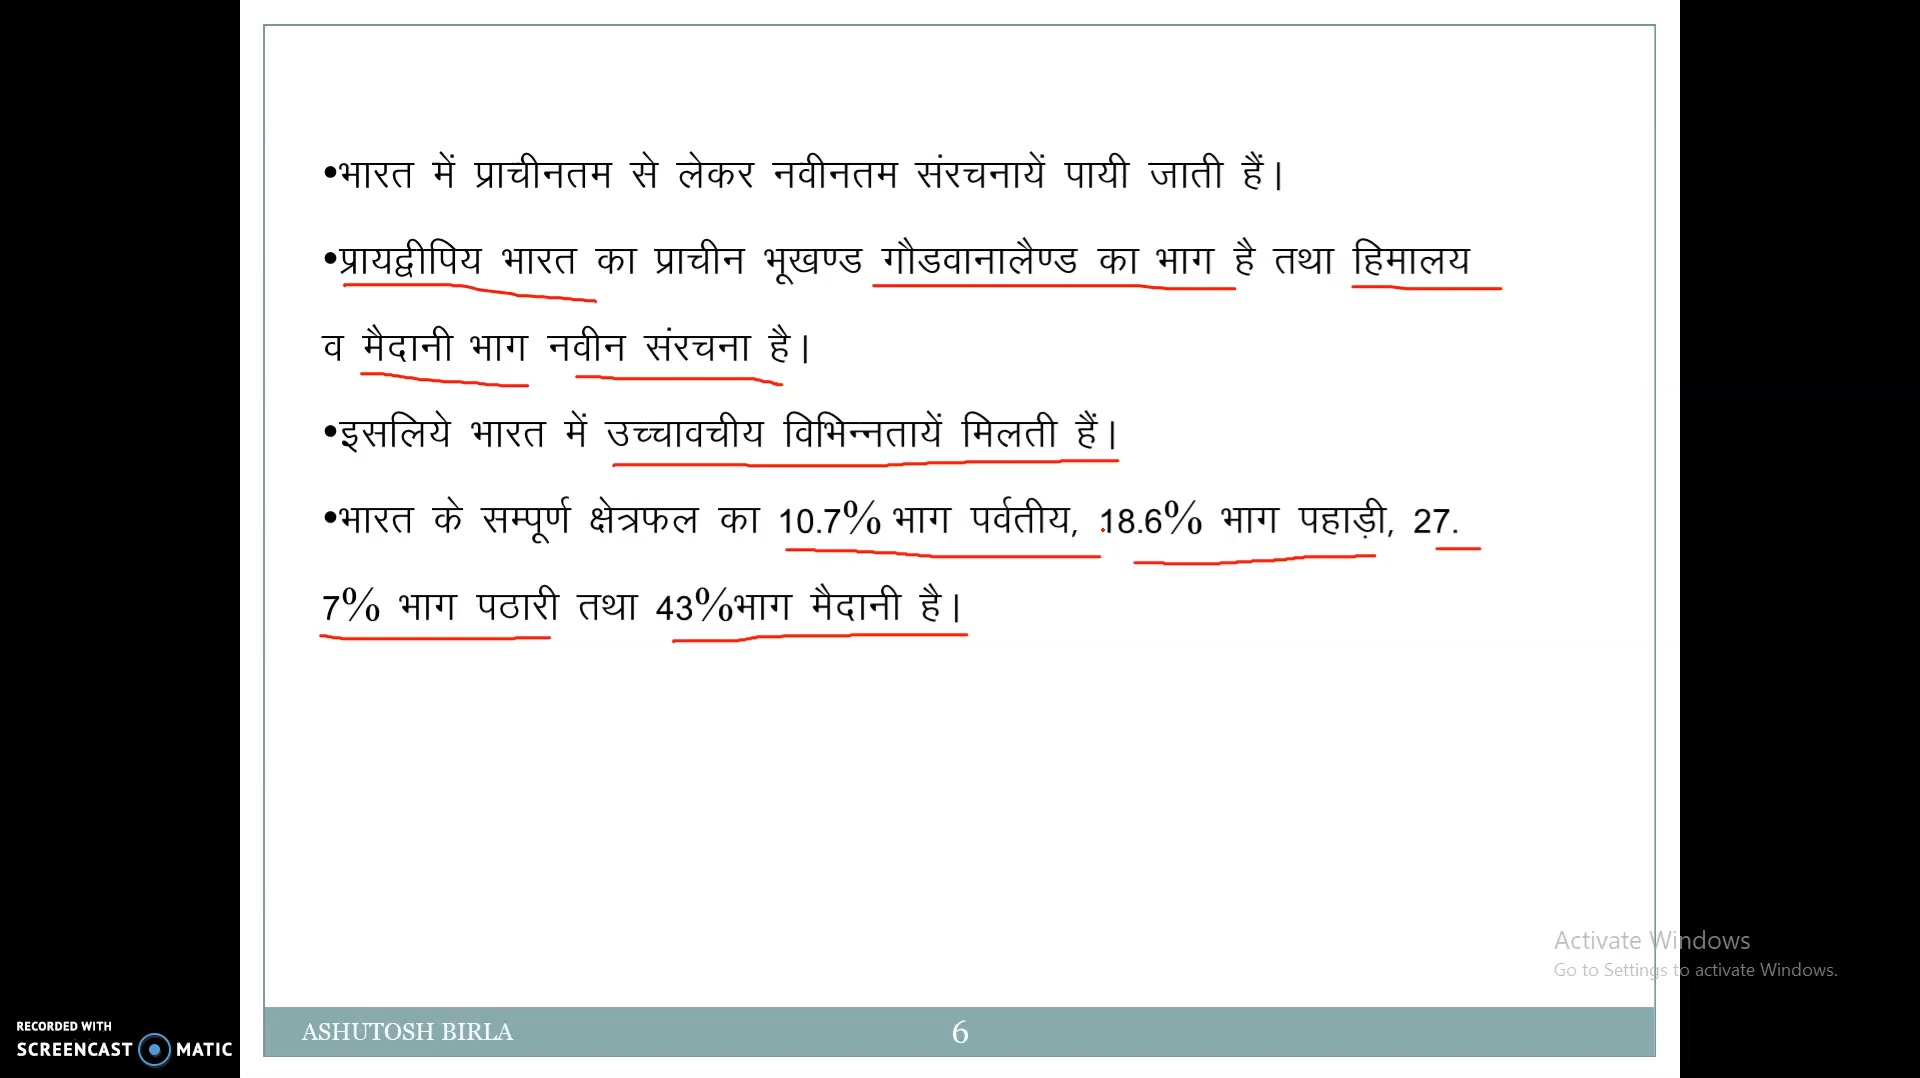 •भारत में प्राचीनतम से लेकर नवीनतम संरचनायें पायी जाती हैं।
•प्रायद्वीपिय भारत का प्राचीन भूखण्ड गौडवानालैण्ड का भाग है तथा हिमालय
व मैदानी भाग नवीन संरचना है।
•इसलिये भारत में उच्चावचीय विभिन्नतायें मिलती हैं।
•भारत के सम्पूर्ण क्षेत्रफल का 10.7% भाग पर्वतीय, 18.6% भाग पहाड़ी, 27.
7% भाग पठारी तथा 43%भाग मैदानी है।
Activate Windows
Go to Settings to activate Windows.
ASHUTOSH BIRLA 6
RECORDED WITH
SCREENCAST MATIC